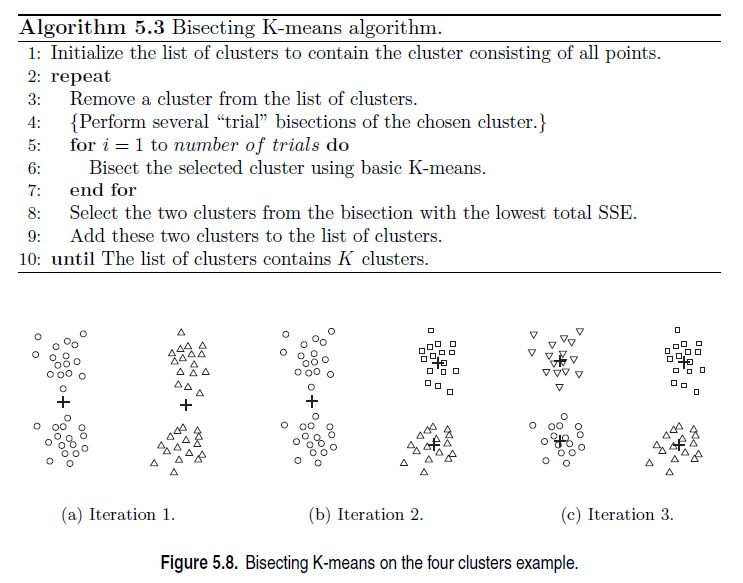 Algorithm 5.3 Bisecting K-means algorithm.
1: Initialize the list of clusters to contain the cluster consisting of all points.
2: repeat
3: Remove a cluster from the list of clusters.
4: {Perform several “trial” bisections of the chosen cluster.}
5: for i = 1 to number of trials do
6: Bisect the selected cluster using basic K-means.
7: end for
8: Select the two clusters from the bisection with the lowest total SSE.
9: Add these two clusters to the list of clusters.
10: until The list of clusters contains K clusters.
(a) Iteration 1.
(b) Iteration 2.
(c) Iteration 3.
Figure 5.8. Bisecting K-means on the four clusters example.